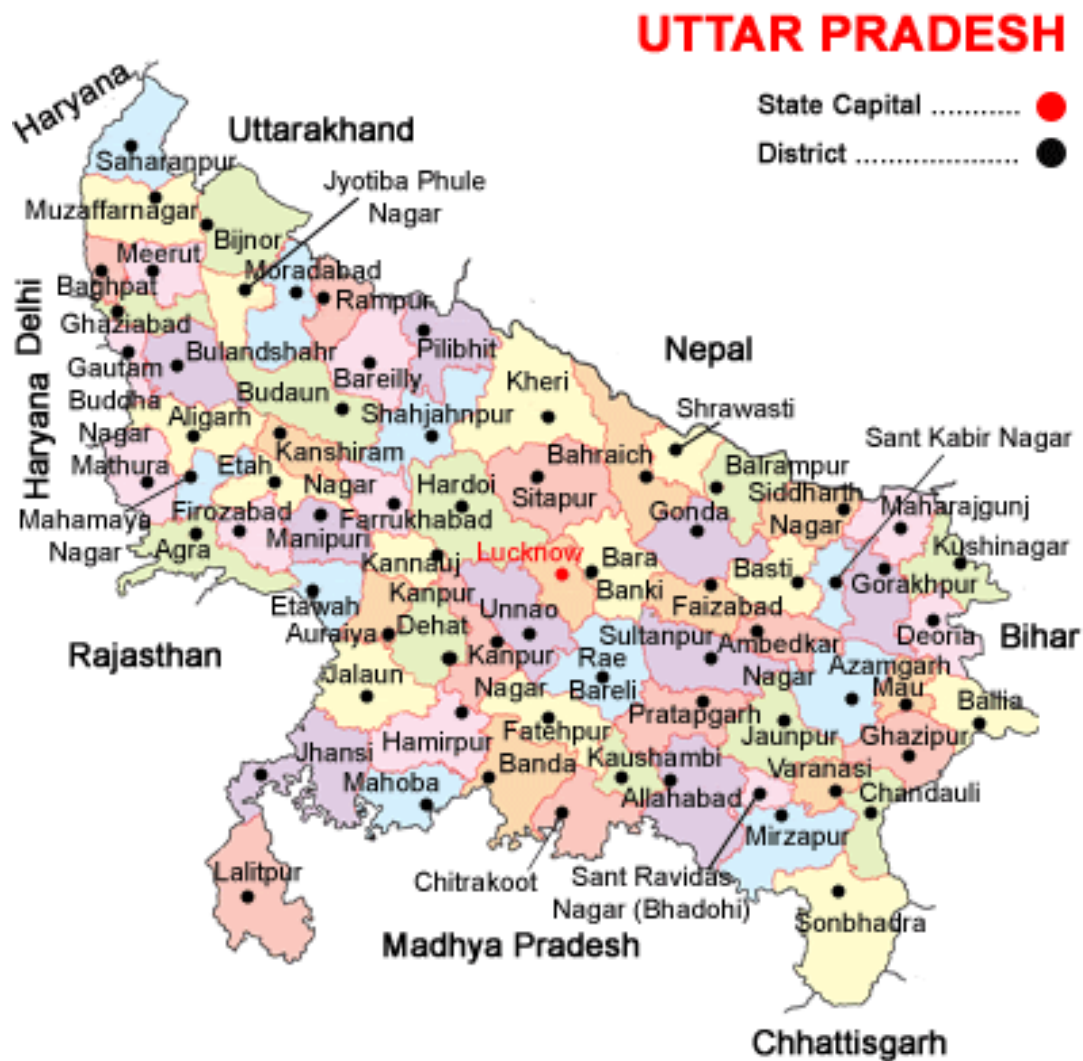 UTTAR PRADESH
State Capital ...........
District .....................
Haryana
Uttarakhand
Saharanpur
Jyotiba Phule
Nagar
Muzaffarnagar
Bijnor
Meerut
Moradabad
Baghpat
Rampur
Ghaziabad
Haryana Delhi
Bulandshahr
Pilibhit
Nepal
Gautam
Buddha
Nagar
Bareilly
Kheri
Budaun
Shrawasti
Aligarh
Shahjahnpur
Sant Kabir Nagar
Mathura
Etah
Kanshiram
Nagar
Bahraich
Balrampur
Hardoi
Sitapur
Siddharth
Nagar
Maharajgunj
Mahamaya
Nagar
Firozabad
Farrukhabad
Gonda
Manipuri
Kushinagar
Agra
Kannauj
Lucknow
Bara
Banki
Basti
Gorakhpur
Etawah
Kanpur
Dehat
Unnao
Faizabad
Auraiya
Sultanpur
Ambedkar
Nagar
Deoria
Bihar
Rajasthan
Kanpur
Nagar
Rae
Bareli
Azamgarh
Jalaun
Mau
Ballia
Pratapgarh
Fatehpur
Jaunpur
Ghazipur
Jhansi
Hamirpur
Banda
Kaushambi
Varanasi
Mahoba
Allahabad
Chandauli
Mirzapur
Lalitpur
Chitrakoot
Sant Ravidas
Nagar (Bhadohi)
Sonbhadra
Madhya Pradesh
Chhattisgarh